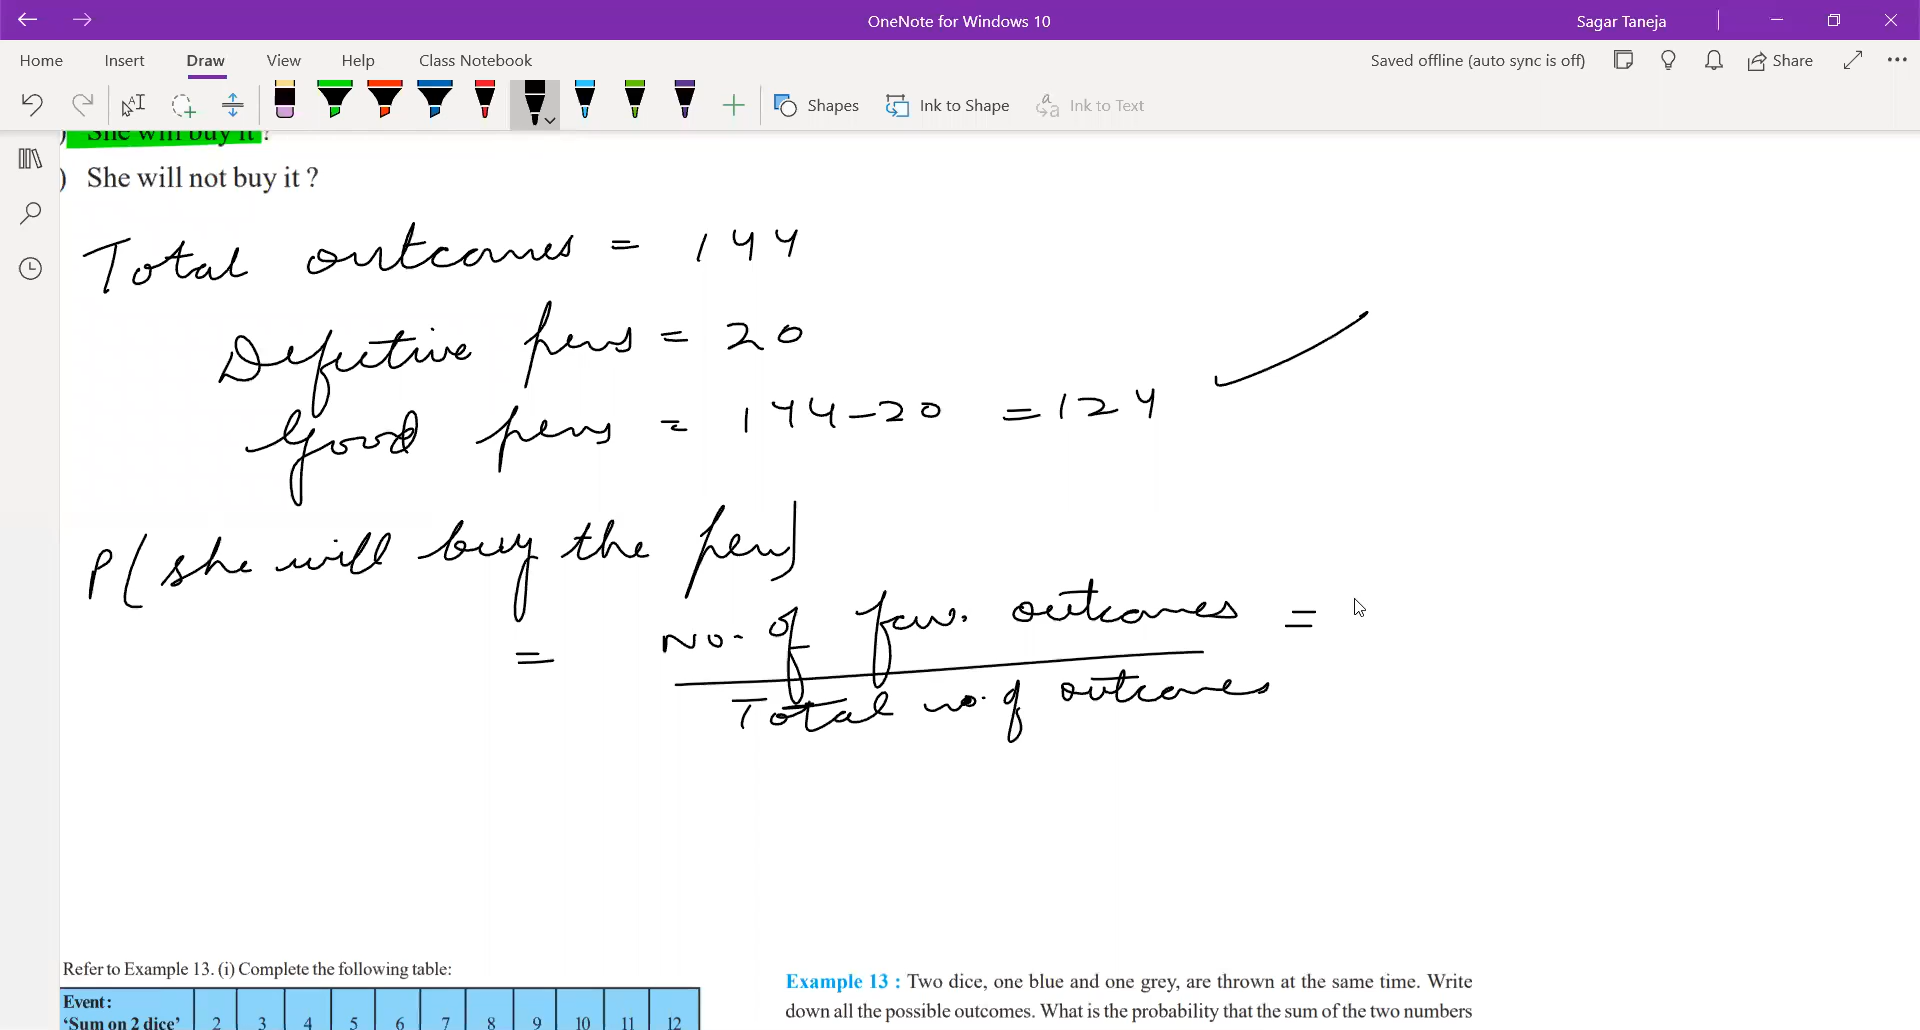 OneNote for Windows 10
Sagar Taneja
Home Insert Draw View Help Class Notebook
Saved offline (auto sync is off) Share
Shapes Ink to Shape Ink to Text
) She will buy it ?
) She will not buy it ?
Total outcomes = 144
Defective pens = 20
Good pens = 144-20 = 124
P( she will buy the pen)
= No. of fav. outcomes =
Total no. of outcomes
Refer to Example 13. (i) Complete the following table:
Event:
'Sum on 2 dice' 2 3 4 5 6 7 8 9 10 11 12
Example 13 : Two dice, one blue and one grey, are thrown at the same time. Write
down all the possible outcomes. What is the probability that the sum of the two numbers